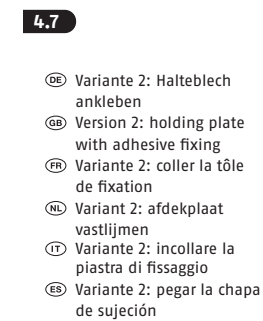 4.7
DE Variante 2: Halteblech
ankleben
GB Version 2: holding plate
with adhesive fixing
FR Variante 2: coller la tôle
de fixation
NL Variant 2: afdekplaat
vastlijmen
IT Variante 2: incollare la
piastra di fissaggio
ES Variante 2: pegar la chapa
de sujeción